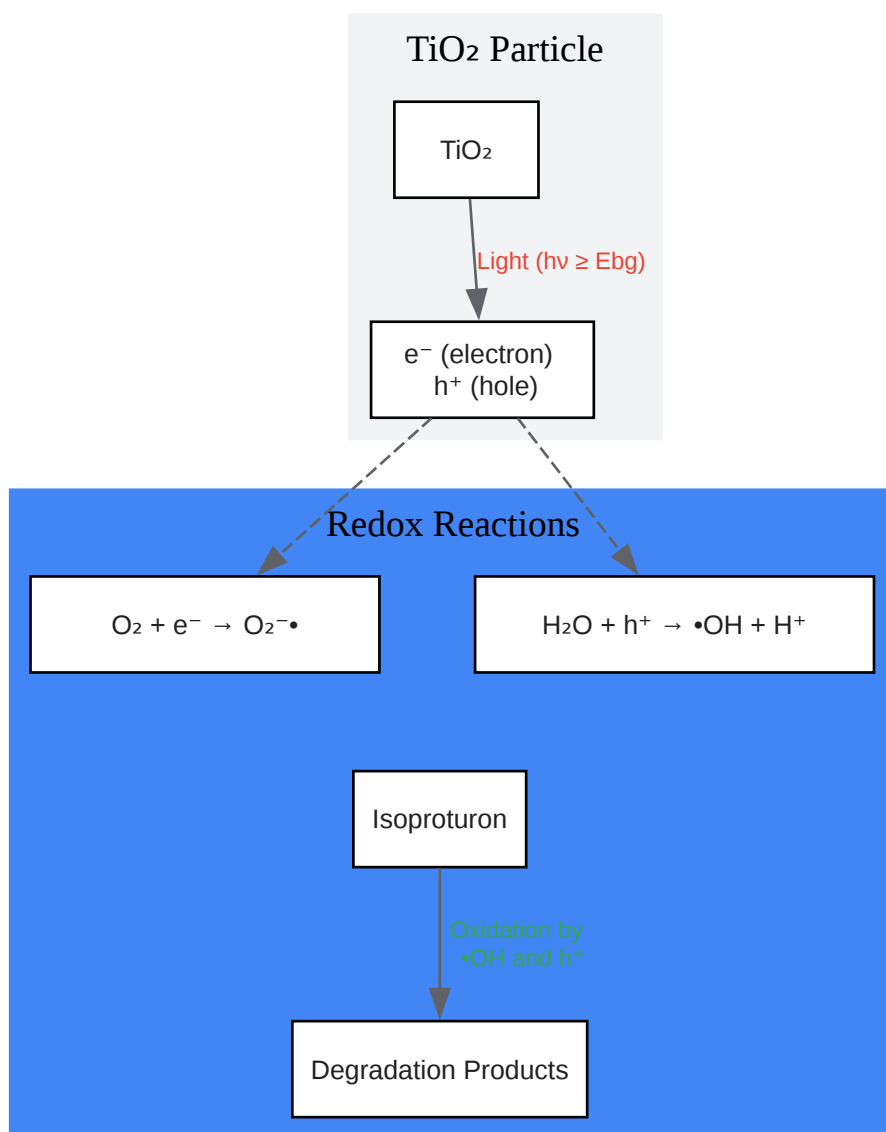 TiO₂ Particle
TiO₂
Light (hν ≥ Ebg)
e⁻ (electron)
h⁺ (hole)
Redox Reactions
O₂ + e⁻ → O₂⁻•
H₂O + h⁺ → •OH + H⁺
Isoproturon
Oxidation by
•OH and h⁺
Degradation Products